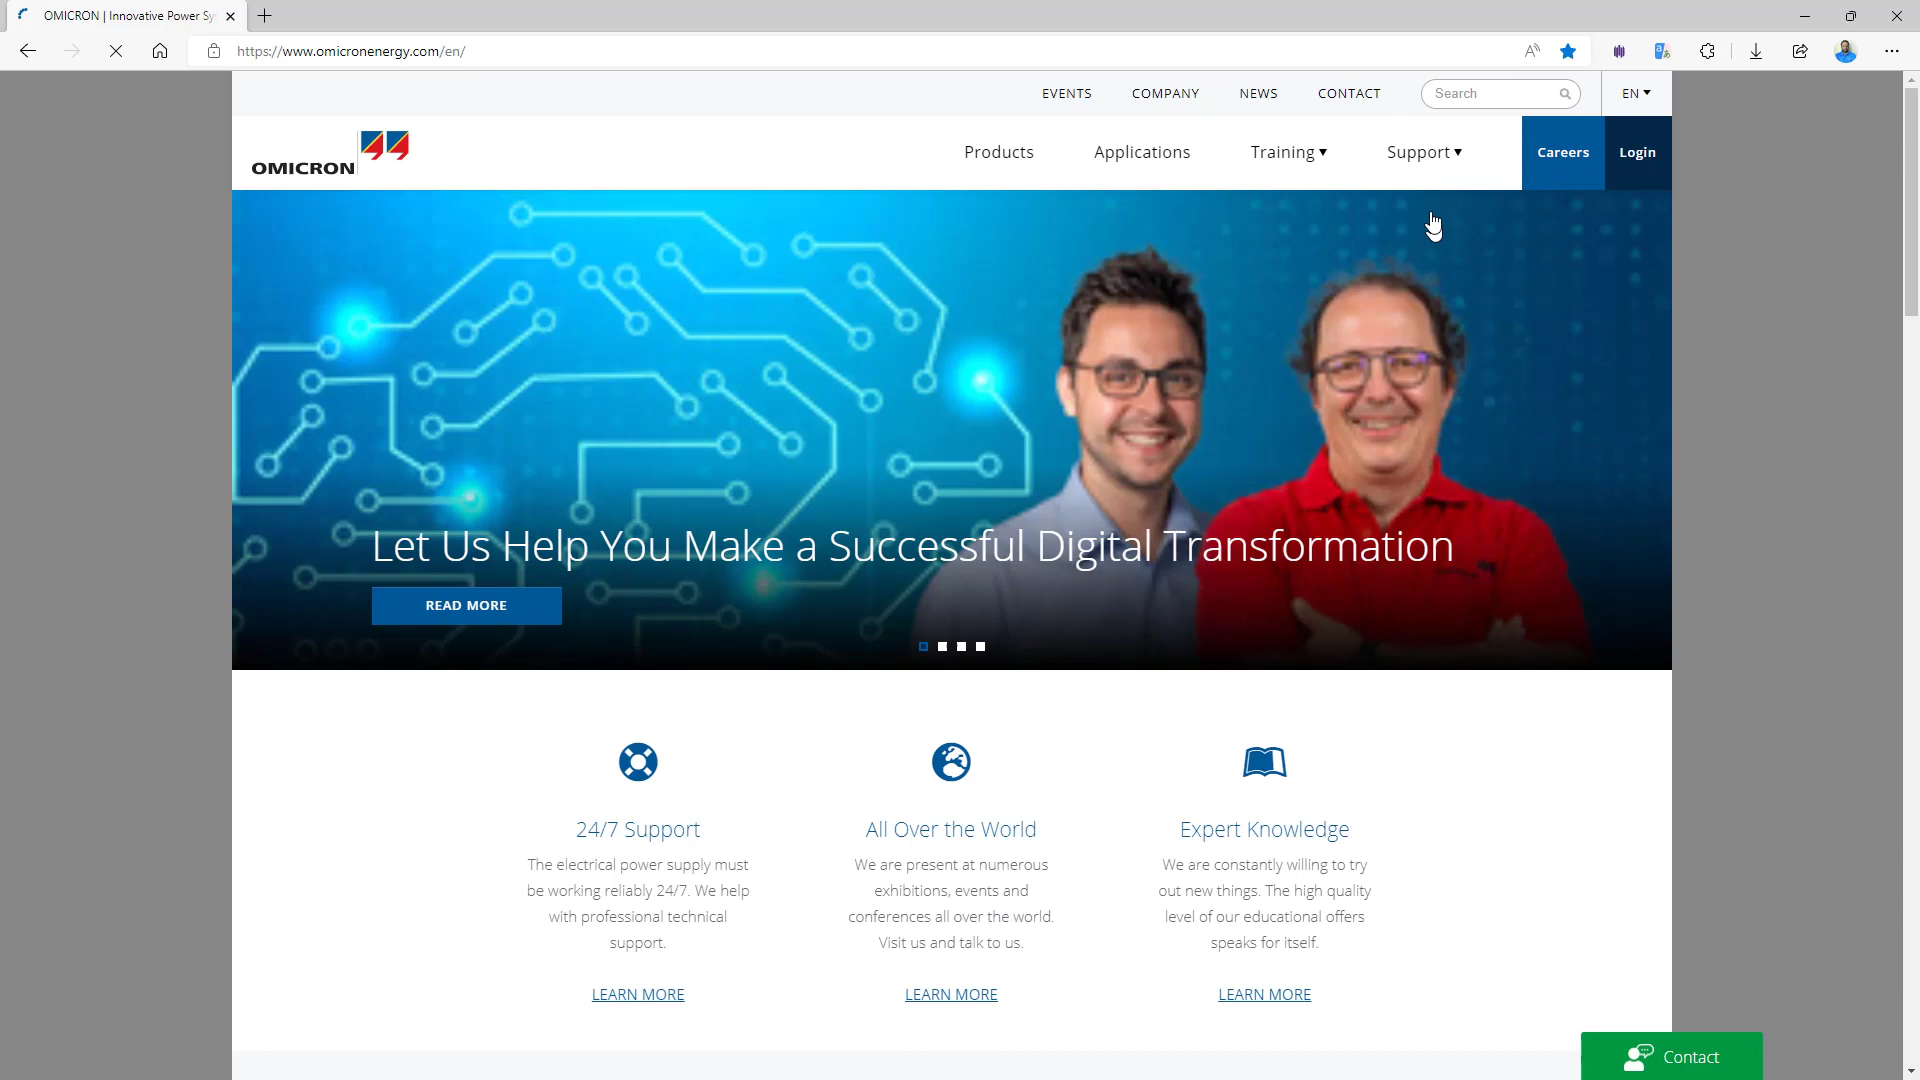 OMICRON | Innovative Power Sy
https://www.omicronenergy.com/en/
EVENTS
COMPANY
NEWS
CONTACT
Search
EN
OMICRON
Products
Applications
Training
Support
Careers
Login
Let Us Help You Make a Successful Digital Transformation
READ MORE
24/7 Support
The electrical power supply must
be working reliably 24/7. We help
with professional technical
support.
LEARN MORE
All Over the World
We are present at numerous
exhibitions, events and
conferences all over the world.
Visit us and talk to us.
LEARN MORE
Expert Knowledge
We are constantly willing to try
out new things. The high quality
level of our educational offers
speaks for itself.
LEARN MORE
Contact